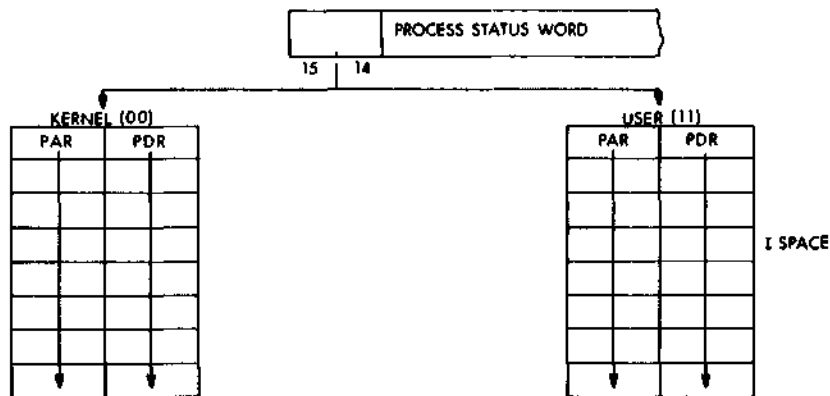 PROCESS STATUS WORD
15 14
KERNEL (00)
USER (11)
PAR PDR
PAR PDR
I SPACE